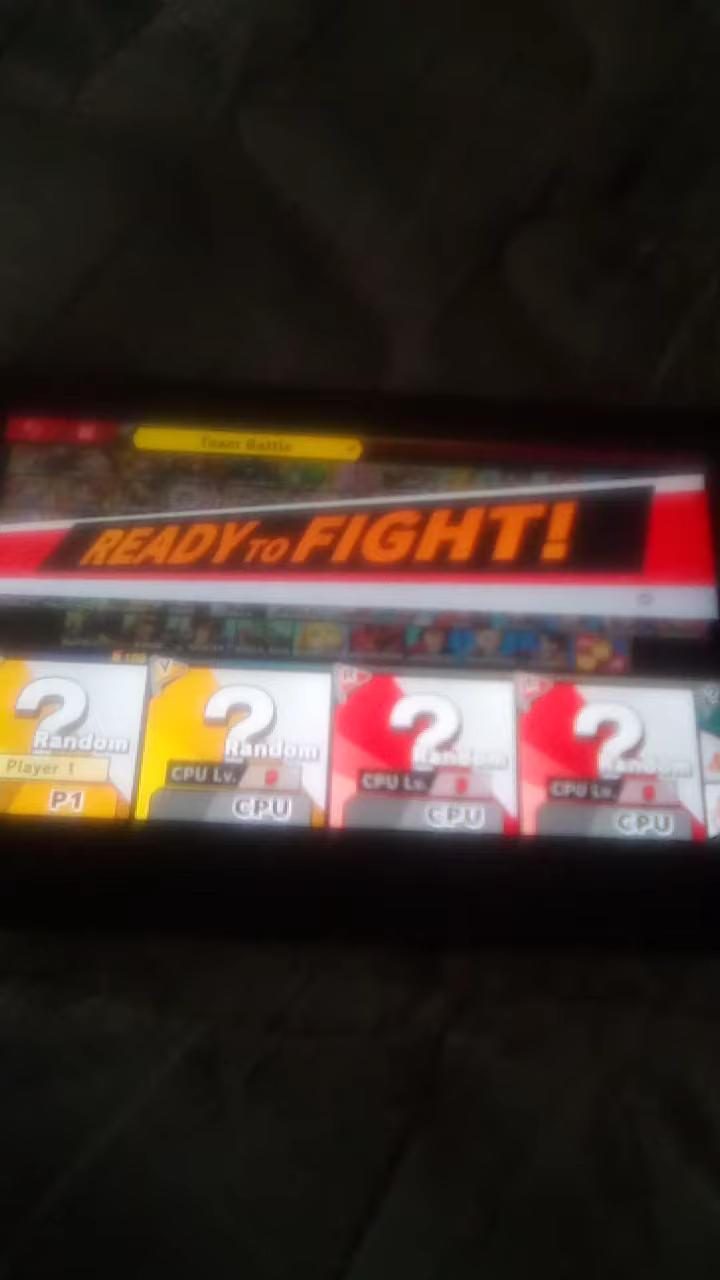 Team Battle
READY TO FIGHT!
Random
Player 1
P1
Random
CPU Lv.
CPU
Random
CPU Lv.
CPU
Random
CPU Lv.
CPU